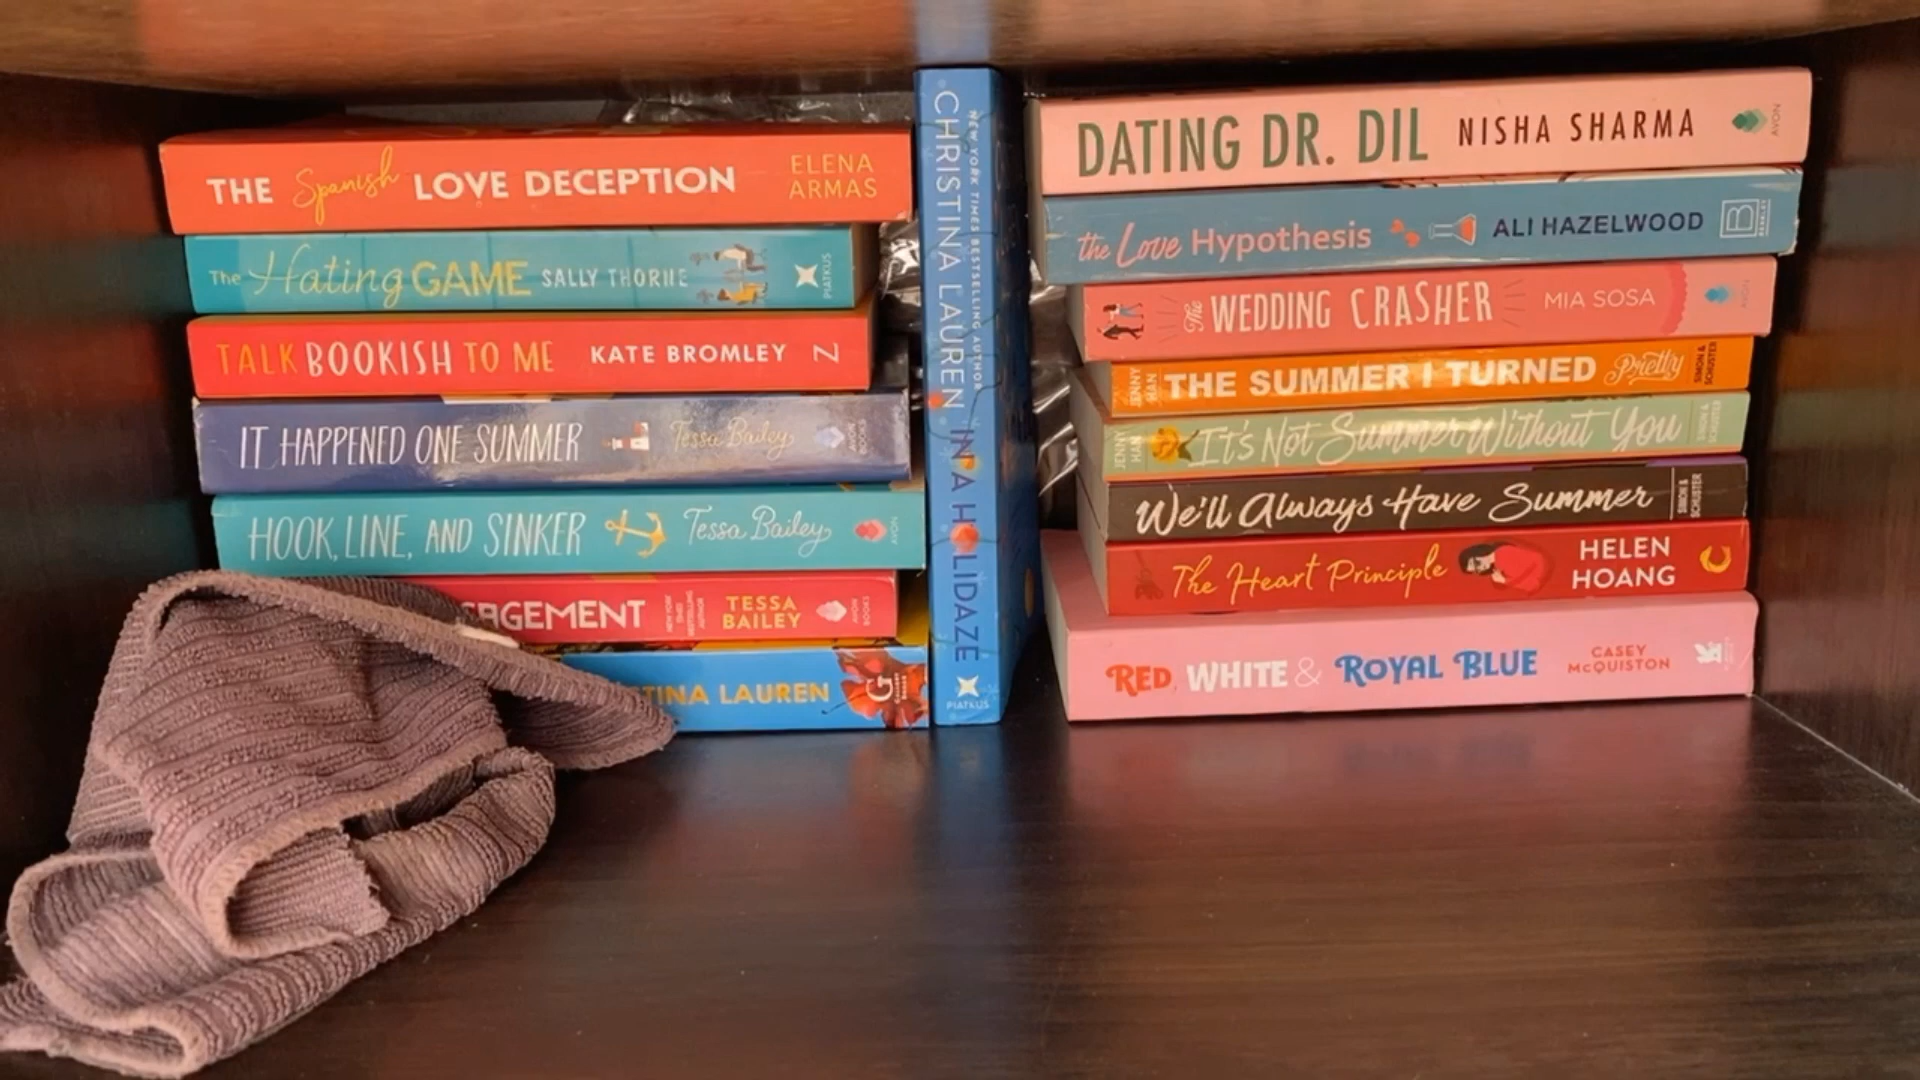 THE Spanish LOVE DECEPTION ELENA ARMAS
The Hating GAME SALLY THORNE PIATKUS
TALK BOOKISH TO ME KATE BROMLEY Z
IT HAPPENED ONE SUMMER Tessa Bailey AVON BOOKS
HOOK, LINE, AND SINKER Tessa Bailey AVON
GEMENT TESSA BAILEY AVON BOOKS
TINA LAUREN G
NEW YORK TIMES BESTSELLING AUTHOR
CHRISTINA LAUREN IN A HOLIDAZE PIATKUS
DATING DR. DIL NISHA SHARMA AVON
the Love Hypothesis ALI HAZELWOOD B BERKLEY
The WEDDING CRASHER MIA SOSA AVON
JENNY HAN THE SUMMER I TURNED Pretty SIMON & SCHUSTER
JENNY HAN It's Not Summer Without You SIMON & SCHUSTER
We'll Always Have Summer SIMON & SCHUSTER
The Heart Principle HELEN HOANG
RED, WHITE & ROYAL BLUE CASEY McQUISTON